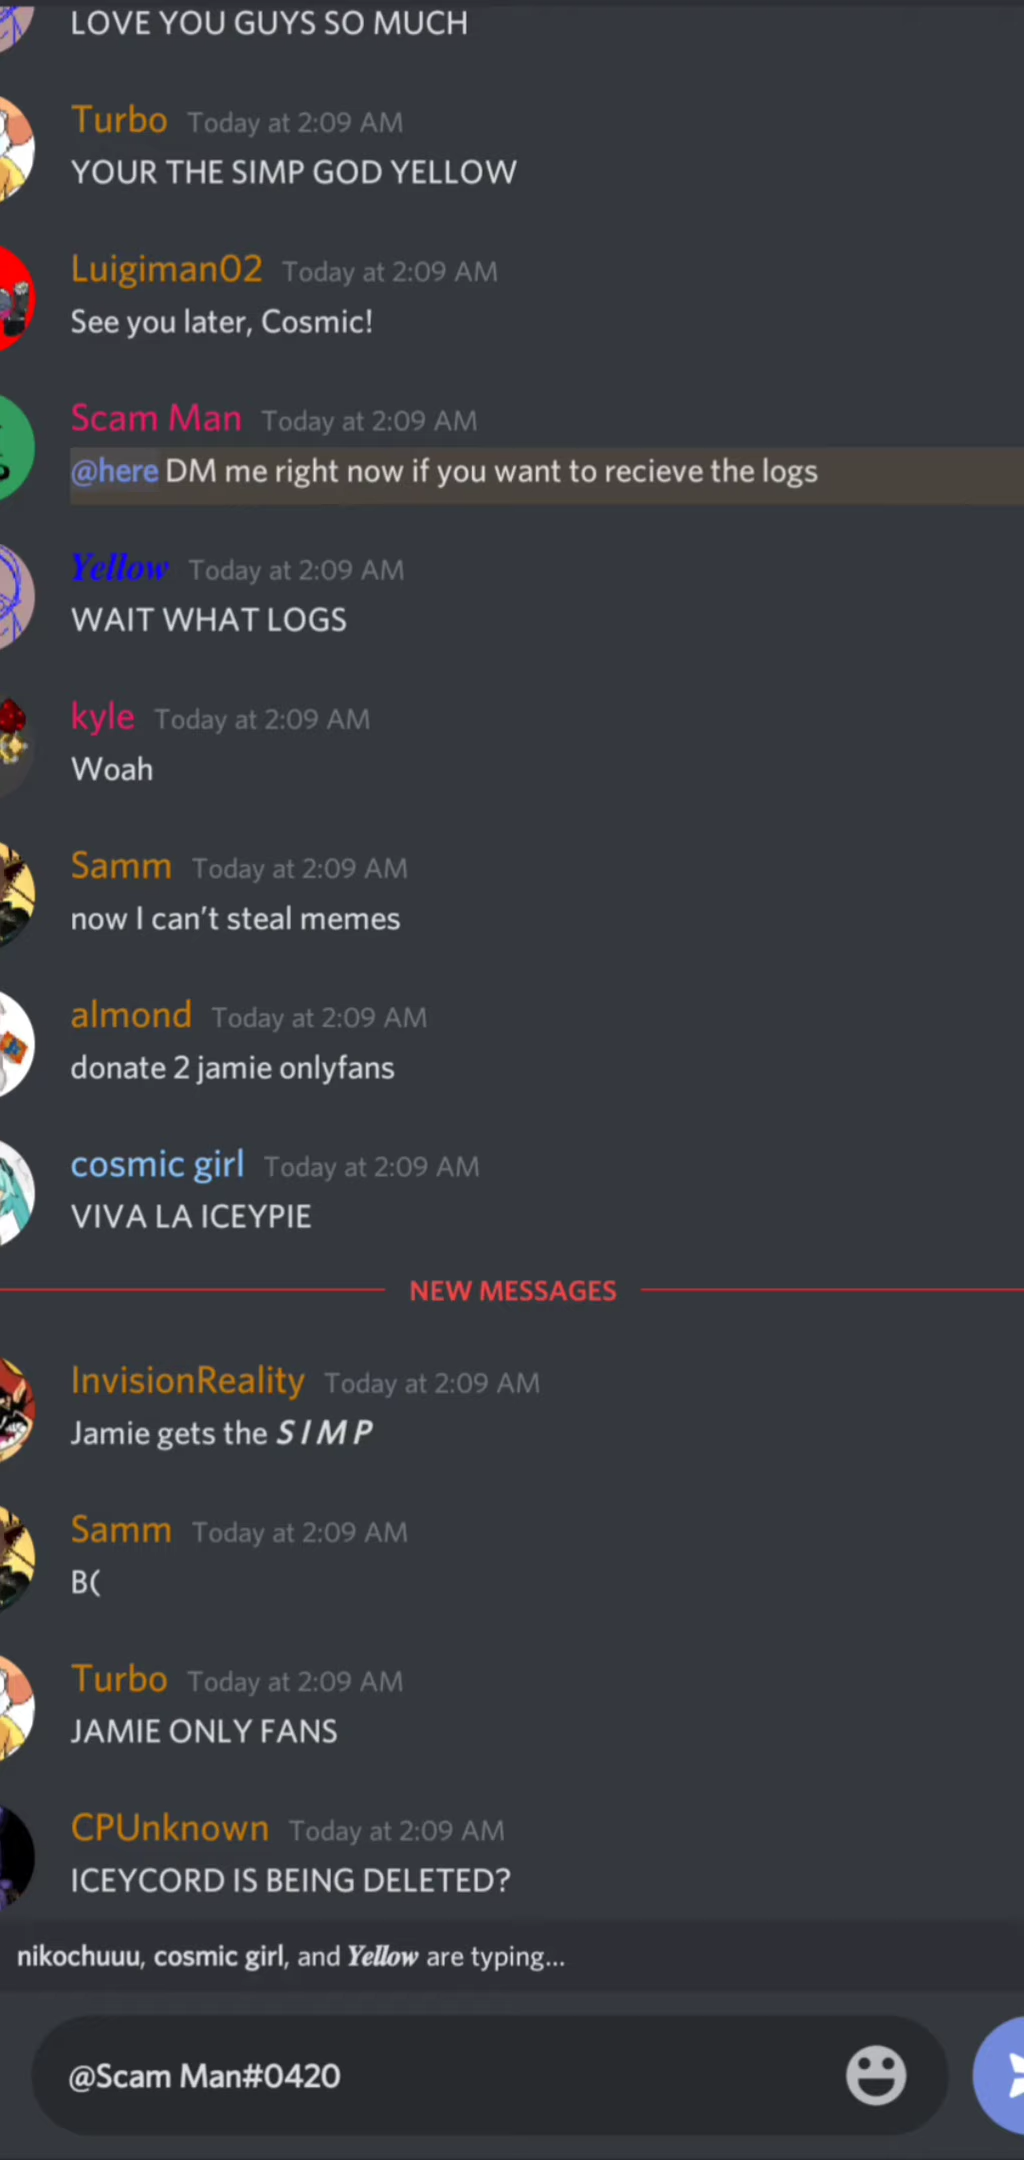 LOVE YOU GUYS SO MUCH
Turbo Today at 2:09 AM
YOUR THE SIMP GOD YELLOW
Luigiman02 Today at 2:09 AM
See you later, Cosmic!
Scam Man Today at 2:09 AM
@here DM me right now if you want to recieve the logs
Yellow Today at 2:09 AM
WAIT WHAT LOGS
kyle Today at 2:09 AM
Woah
Samm Today at 2:09 AM
now I can't steal memes
almond Today at 2:09 AM
donate 2 jamie onlyfans
cosmic girl Today at 2:09 AM
VIVA LA ICEYPIE
NEW MESSAGES
InvisionReality Today at 2:09 AM
Jamie gets the S I M P
Samm Today at 2:09 AM
B(
Turbo Today at 2:09 AM
JAMIE ONLY FANS
CPUnknown Today at 2:09 AM
ICEYCORD IS BEING DELETED?
nikochuuu, cosmic girl, and Yellow are typing...
@Scam Man#0420